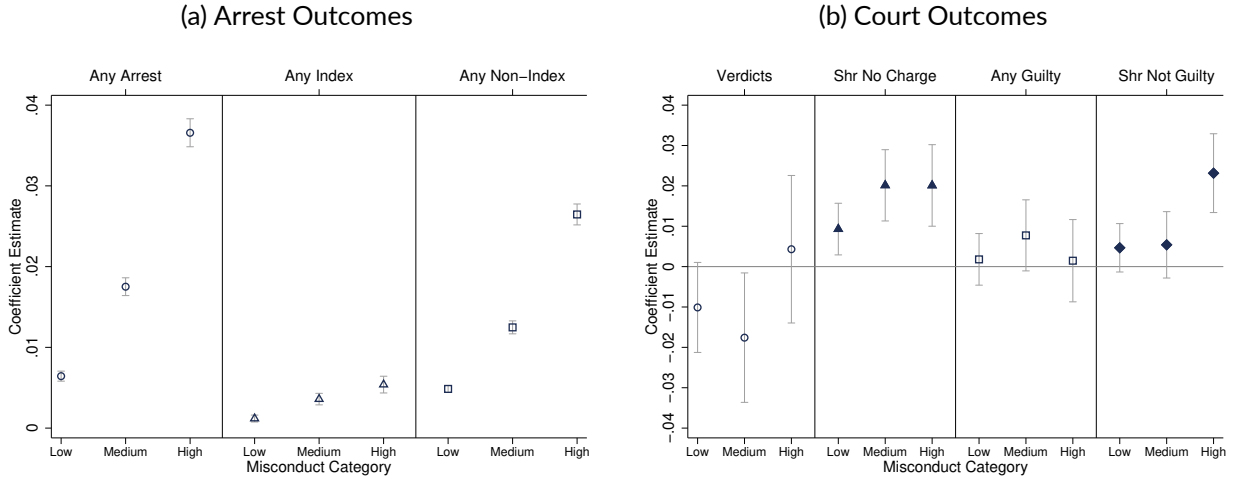 (a) Arrest Outcomes
Any Arrest Any Index Any Non−Index
Coefficient Estimate
.04
.03
.02
.01
0
Low Medium High Low Medium High Low Medium High
Misconduct Category
(b) Court Outcomes
Verdicts Shr No Charge Any Guilty Shr Not Guilty
Coefficient Estimate
.04
.03
.02
.01
0
−.01
−.02
−.03
−.04
Low Medium High Low Medium High Low Medium High Low Medium High
Misconduct Category